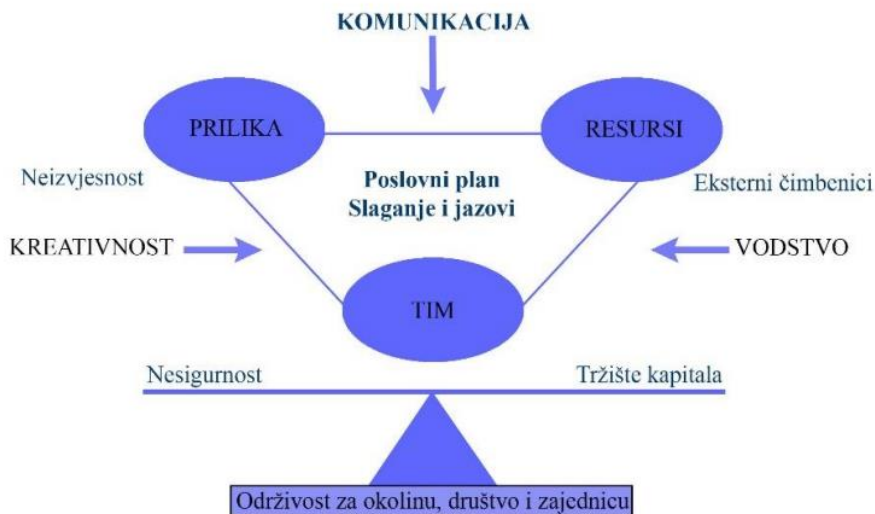 KOMUNIKACIJA
PRILIKA
RESURSI
Neizvjesnost
Poslovni plan
Slaganje i jazovi
Eksterni čimbenici
KREATIVNOST
VODSTVO
TIM
Nesigurnost
Tržište kapitala
Održivost za okolinu, društvo i zajednicu